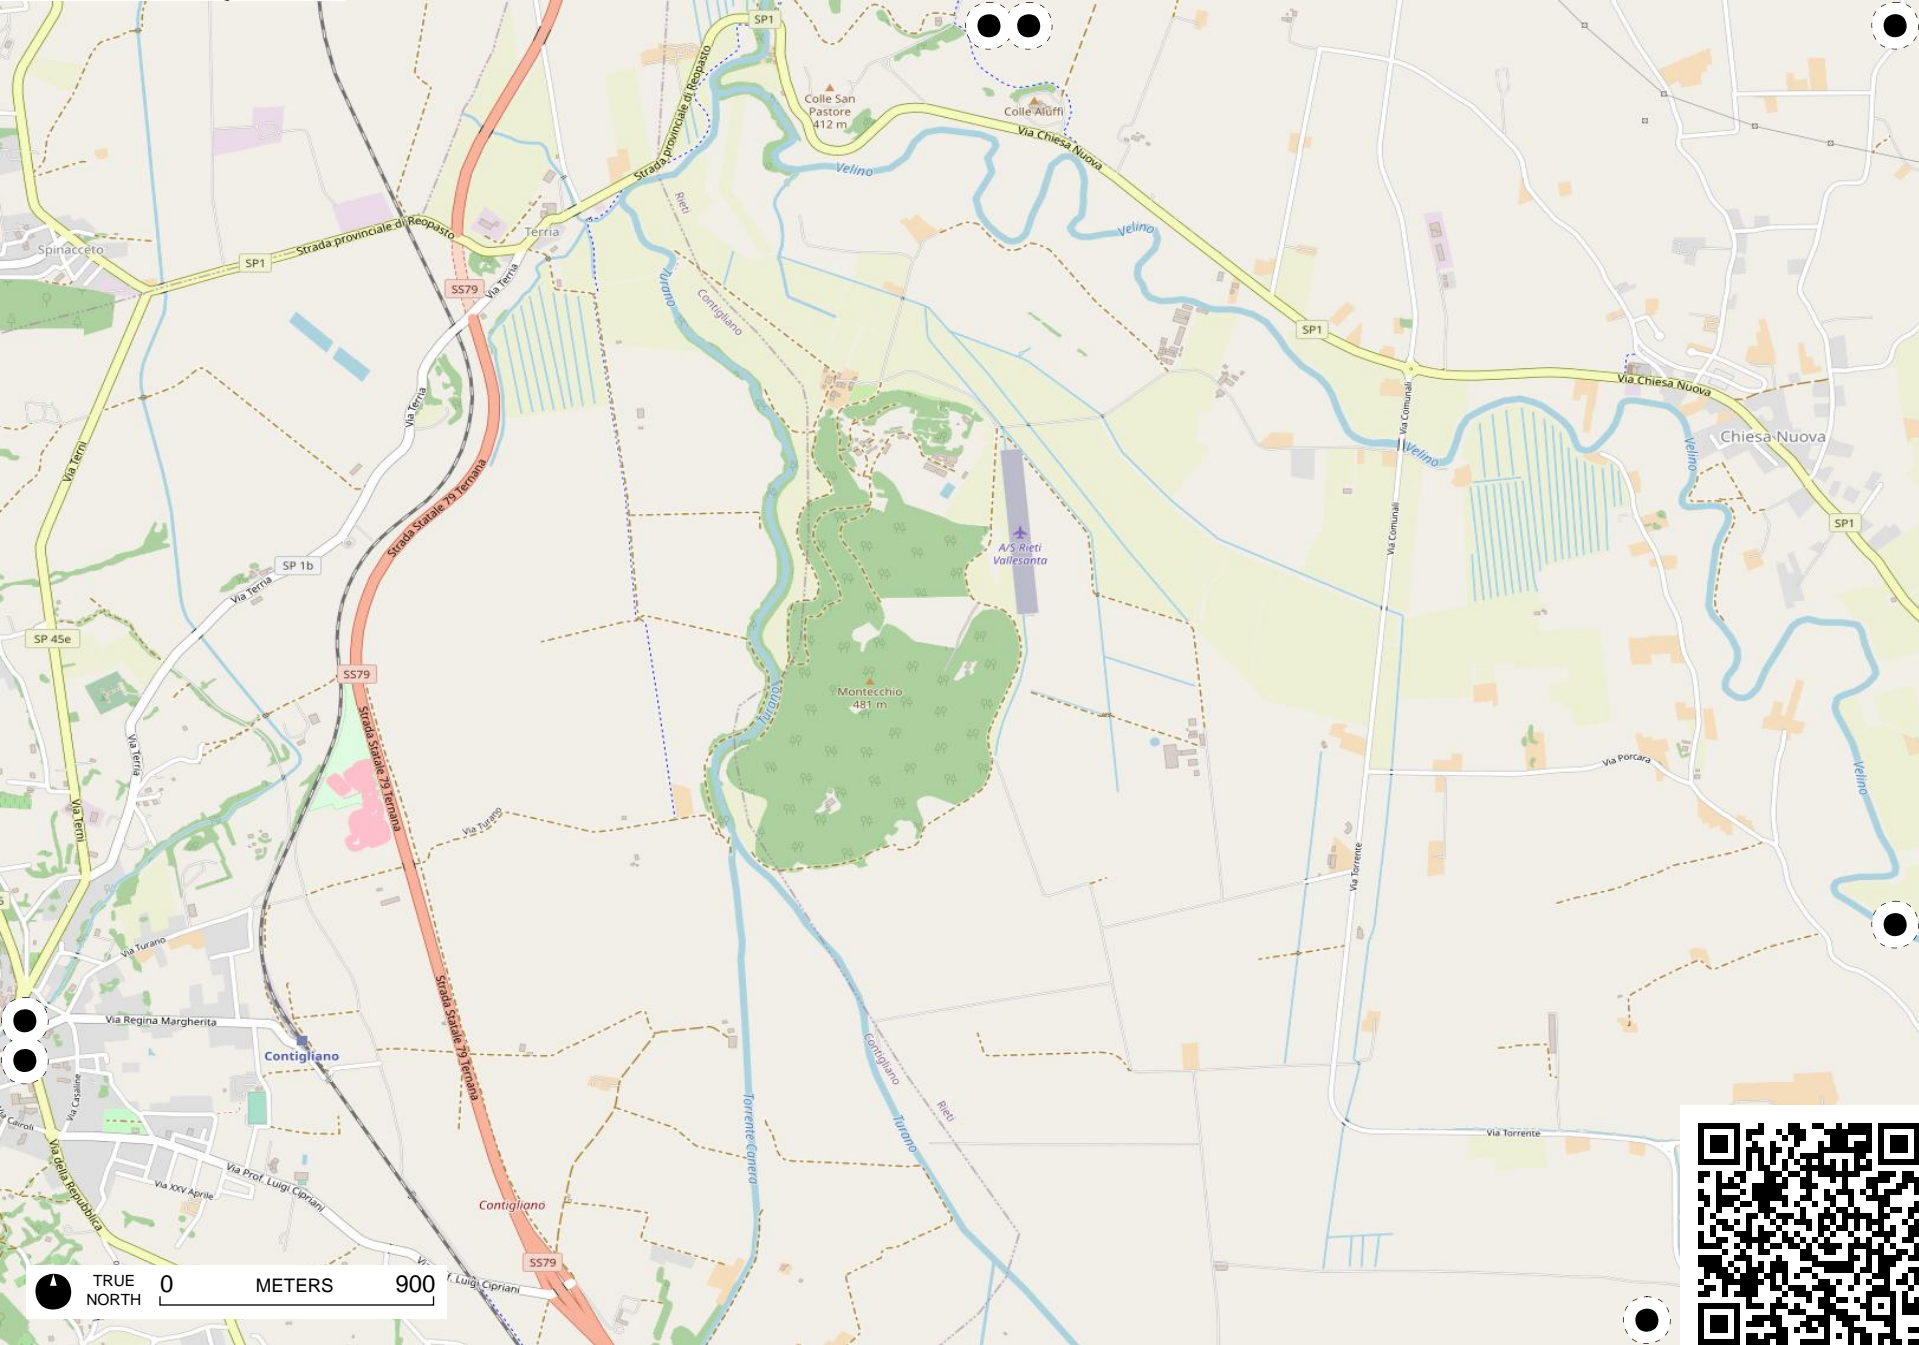 SP1
Strada provinciale di Reopasto
Colle San
Pastore
412 m
Colle Aluffi
Via Chiesa Nuova
Velino
Rieti
Velino
Spinacceto
Strada provinciale di Reopasto
Terria
SP1
SS79
Via Terria
Turano
Contigliano
SP1
Via Comunali
Via Chiesa Nuova
Via Terria
Velino
Velino
Chiesa Nuova
Via Terni
Strada Statale 79 Ternana
SP1
Via Comunali
A/S Rieti
Vallesanta
SP 1b
Via Terria
SP 45e
SS79
Montecchio
481 m
Turano
Via Terria
Strada Statale 79 Ternana
Via Porcara
Velino
Via Terni
Via Turano
Via Torrente
Via Turano
Via Regina Margherita
Strada Statale 79 Ternana
Contigliano
Contigliano
Via Casaline
Via Cairoli
Torrente Canera
Turano
Rieti
Via Torrente
Via della Repubblica
Via Prof. Luigi Cipriani
Via XXV Aprile
Contigliano
SS79
f. Luigi Cipriani
TRUE
NORTH
0 METERS 900